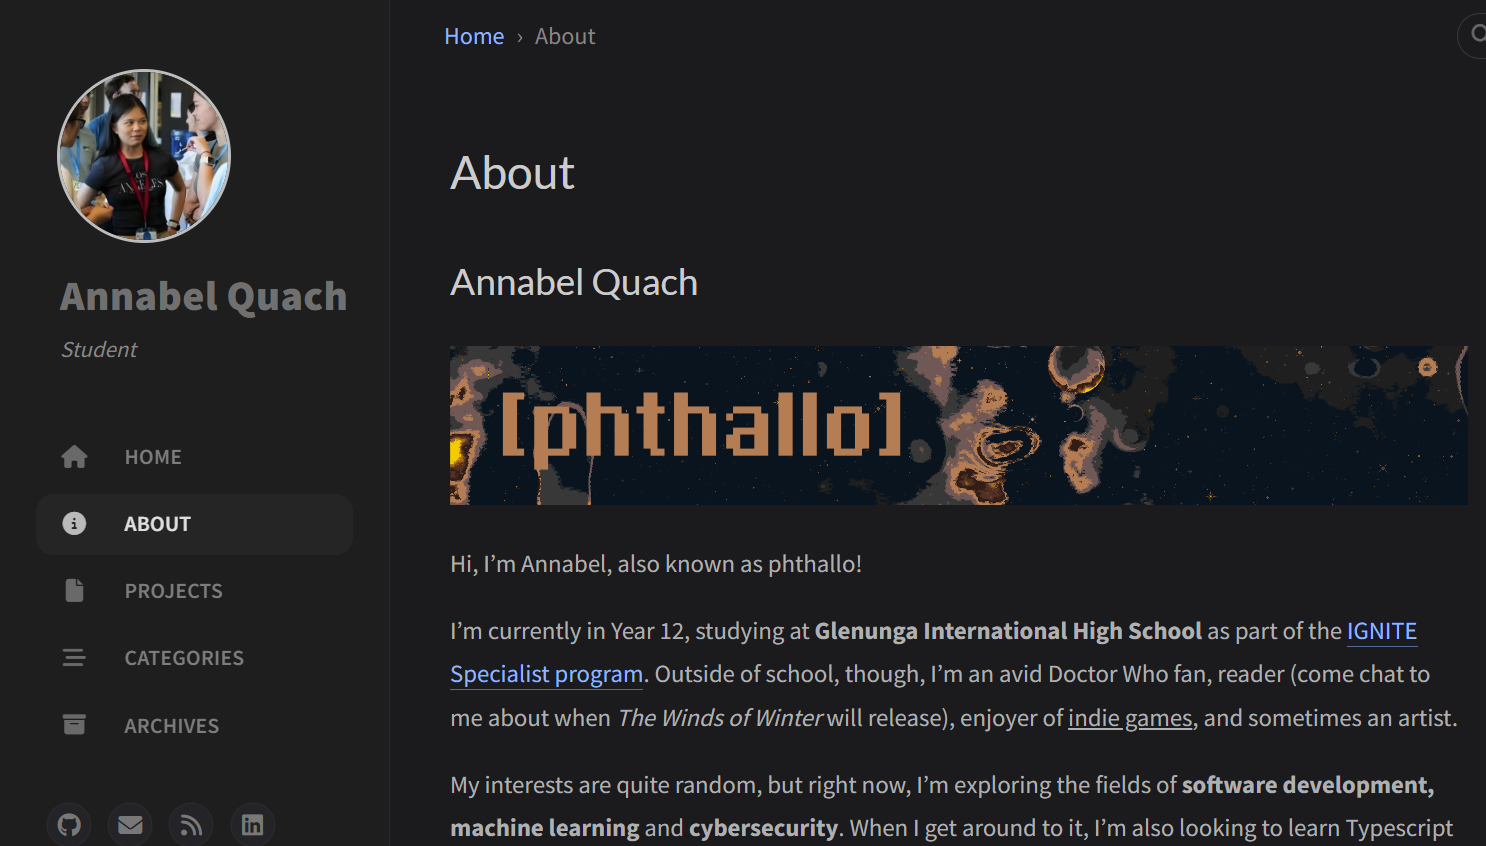 Home › About
About
Annabel Quach
Student
HOME
ABOUT
PROJECTS
CATEGORIES
ARCHIVES
Annabel Quach
[phthallo]
Hi, I’m Annabel, also known as phthallo!
I’m currently in Year 12, studying at Glenunga International High School as part of the IGNITE
Specialist program. Outside of school, though, I’m an avid Doctor Who fan, reader (come chat to
me about when The Winds of Winter will release), enjoyer of indie games, and sometimes an artist.
My interests are quite random, but right now, I’m exploring the fields of software development,
machine learning and cybersecurity. When I get around to it, I’m also looking to learn Typescript